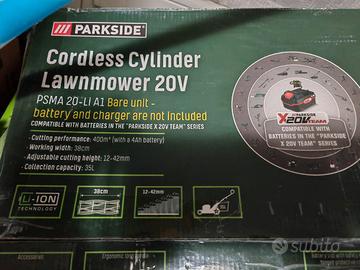 /// PARKSIDE®
Cordless Cylinder
Lawnmower 20V
PSMA 20-LI A1 Bare unit -
battery and charger are not included
COMPATIBLE WITH BATTERIES IN THE "PARKSIDE X 20V TEAM" SERIES
• Cutting performance: 400m² (with a 4Ah battery)
• Working width: 38cm
• Adjustable cutting height: 12-42mm
• Collection capacity: 35L
Li-ION
TECHNOLOGY
38cm
12-42mm
PARKSIDE
X20VTEAM
COMPATIBLE WITH
BATTERIES IN THE "PARKSIDE
X 20V TEAM" SERIES
Accessories
subito